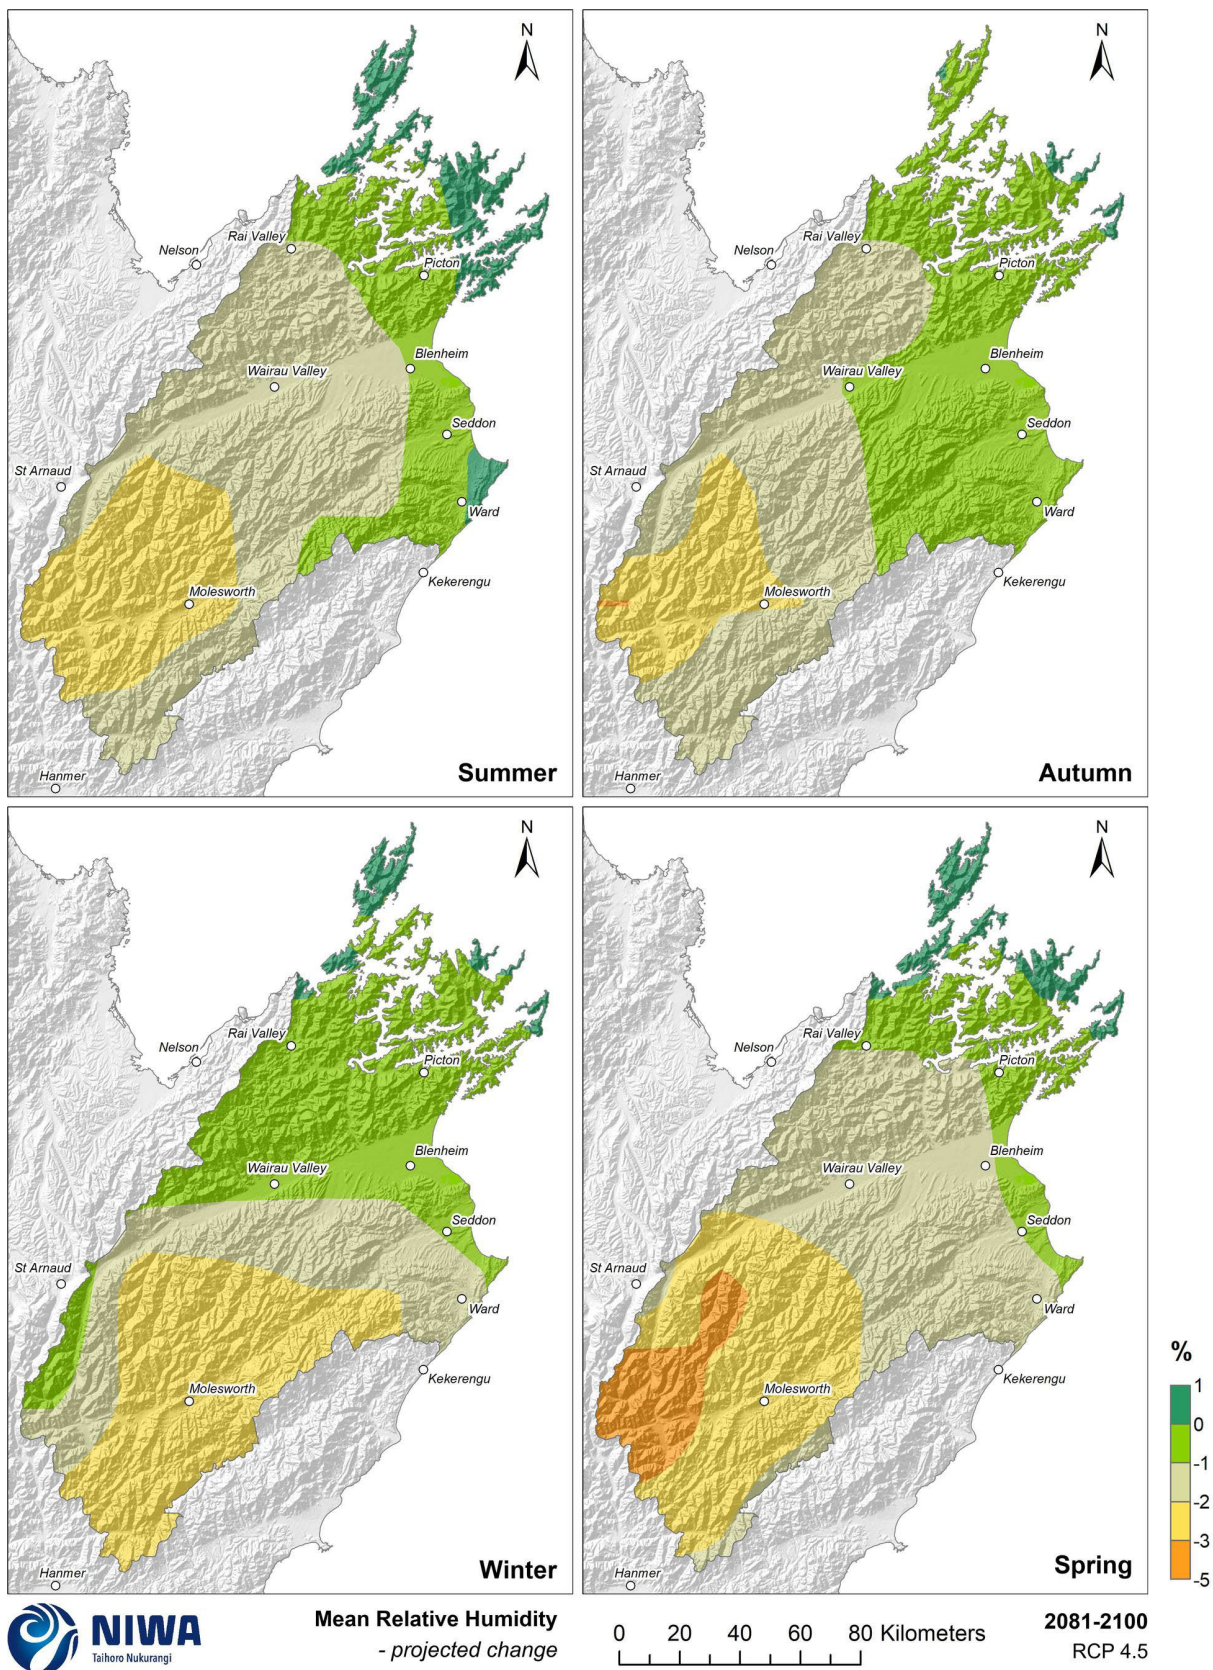 N
Nelson
Rai Valley
Picton
Blenheim
Wairau Valley
Seddon
St Arnaud
Ward
Kekerengu
Molesworth
Hanmer
Summer
N
Nelson
Rai Valley
Picton
Blenheim
Wairau Valley
Seddon
St Arnaud
Ward
Kekerengu
Molesworth
Hanmer
Autumn
N
Nelson
Rai Valley
Picton
Blenheim
Wairau Valley
Seddon
St Arnaud
Ward
Kekerengu
Molesworth
Hanmer
Winter
N
Nelson
Rai Valley
Picton
Blenheim
Wairau Valley
Seddon
St Arnaud
Ward
Kekerengu
Molesworth
Hanmer
Spring
%
1
0
-1
-2
-3
-5
NIWA
Taihoro Nukurangi
Mean Relative Humidity
- projected change
0 20 40 60 80 Kilometers
2081-2100
RCP 4.5